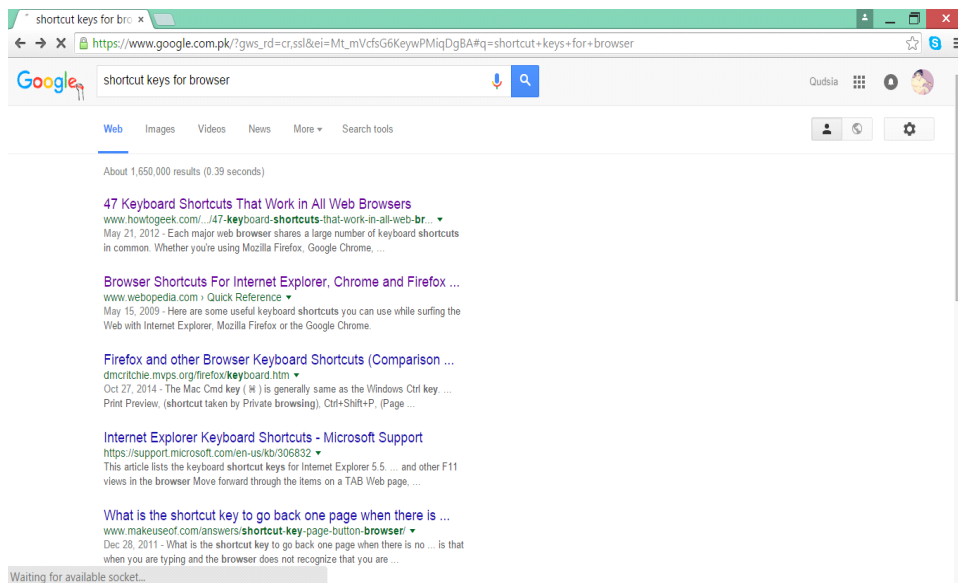 shortcut keys for bro
https://www.google.com.pk/?gws_rd=cr,ssl&ei=Mt_mVcfsG6KeywPMiqDgBA#q=shortcut+keys+for+browser
Google
shortcut keys for browser
Qudsia
Web Images Videos News More Search tools
About 1,650,000 results (0.39 seconds)
47 Keyboard Shortcuts That Work in All Web Browsers
www.howtogeek.com/.../47-keyboard-shortcuts-that-work-in-all-web-br...
May 21, 2012 - Each major web browser shares a large number of keyboard shortcuts
in common. Whether you're using Mozilla Firefox, Google Chrome, ...
Browser Shortcuts For Internet Explorer, Chrome and Firefox ...
www.webopedia.com › Quick Reference
May 15, 2009 - Here are some useful keyboard shortcuts you can use while surfing the
Web with Internet Explorer, Mozilla Firefox or the Google Chrome.
Firefox and other Browser Keyboard Shortcuts (Comparison ...
dmcritchie.mvps.org/firefox/keyboard.htm
Oct 27, 2014 - The Mac Cmd key ( ⌘ ) is generally same as the Windows Ctrl key. ...
Print Preview, (shortcut taken by Private browsing), Ctrl+Shift+P, (Page ...
Internet Explorer Keyboard Shortcuts - Microsoft Support
https://support.microsoft.com/en-us/kb/306832
This article lists the keyboard shortcut keys for Internet Explorer 5.5. ... and other F11
views in the browser Move forward through the items on a TAB Web page, ...
What is the shortcut key to go back one page when there is ...
www.makeuseof.com/answers/shortcut-key-page-button-browser/
Dec 28, 2011 - What is the shortcut key to go back one page when there is no ... is that
when you are typing and the browser does not recognize that you are ...
Waiting for available socket...